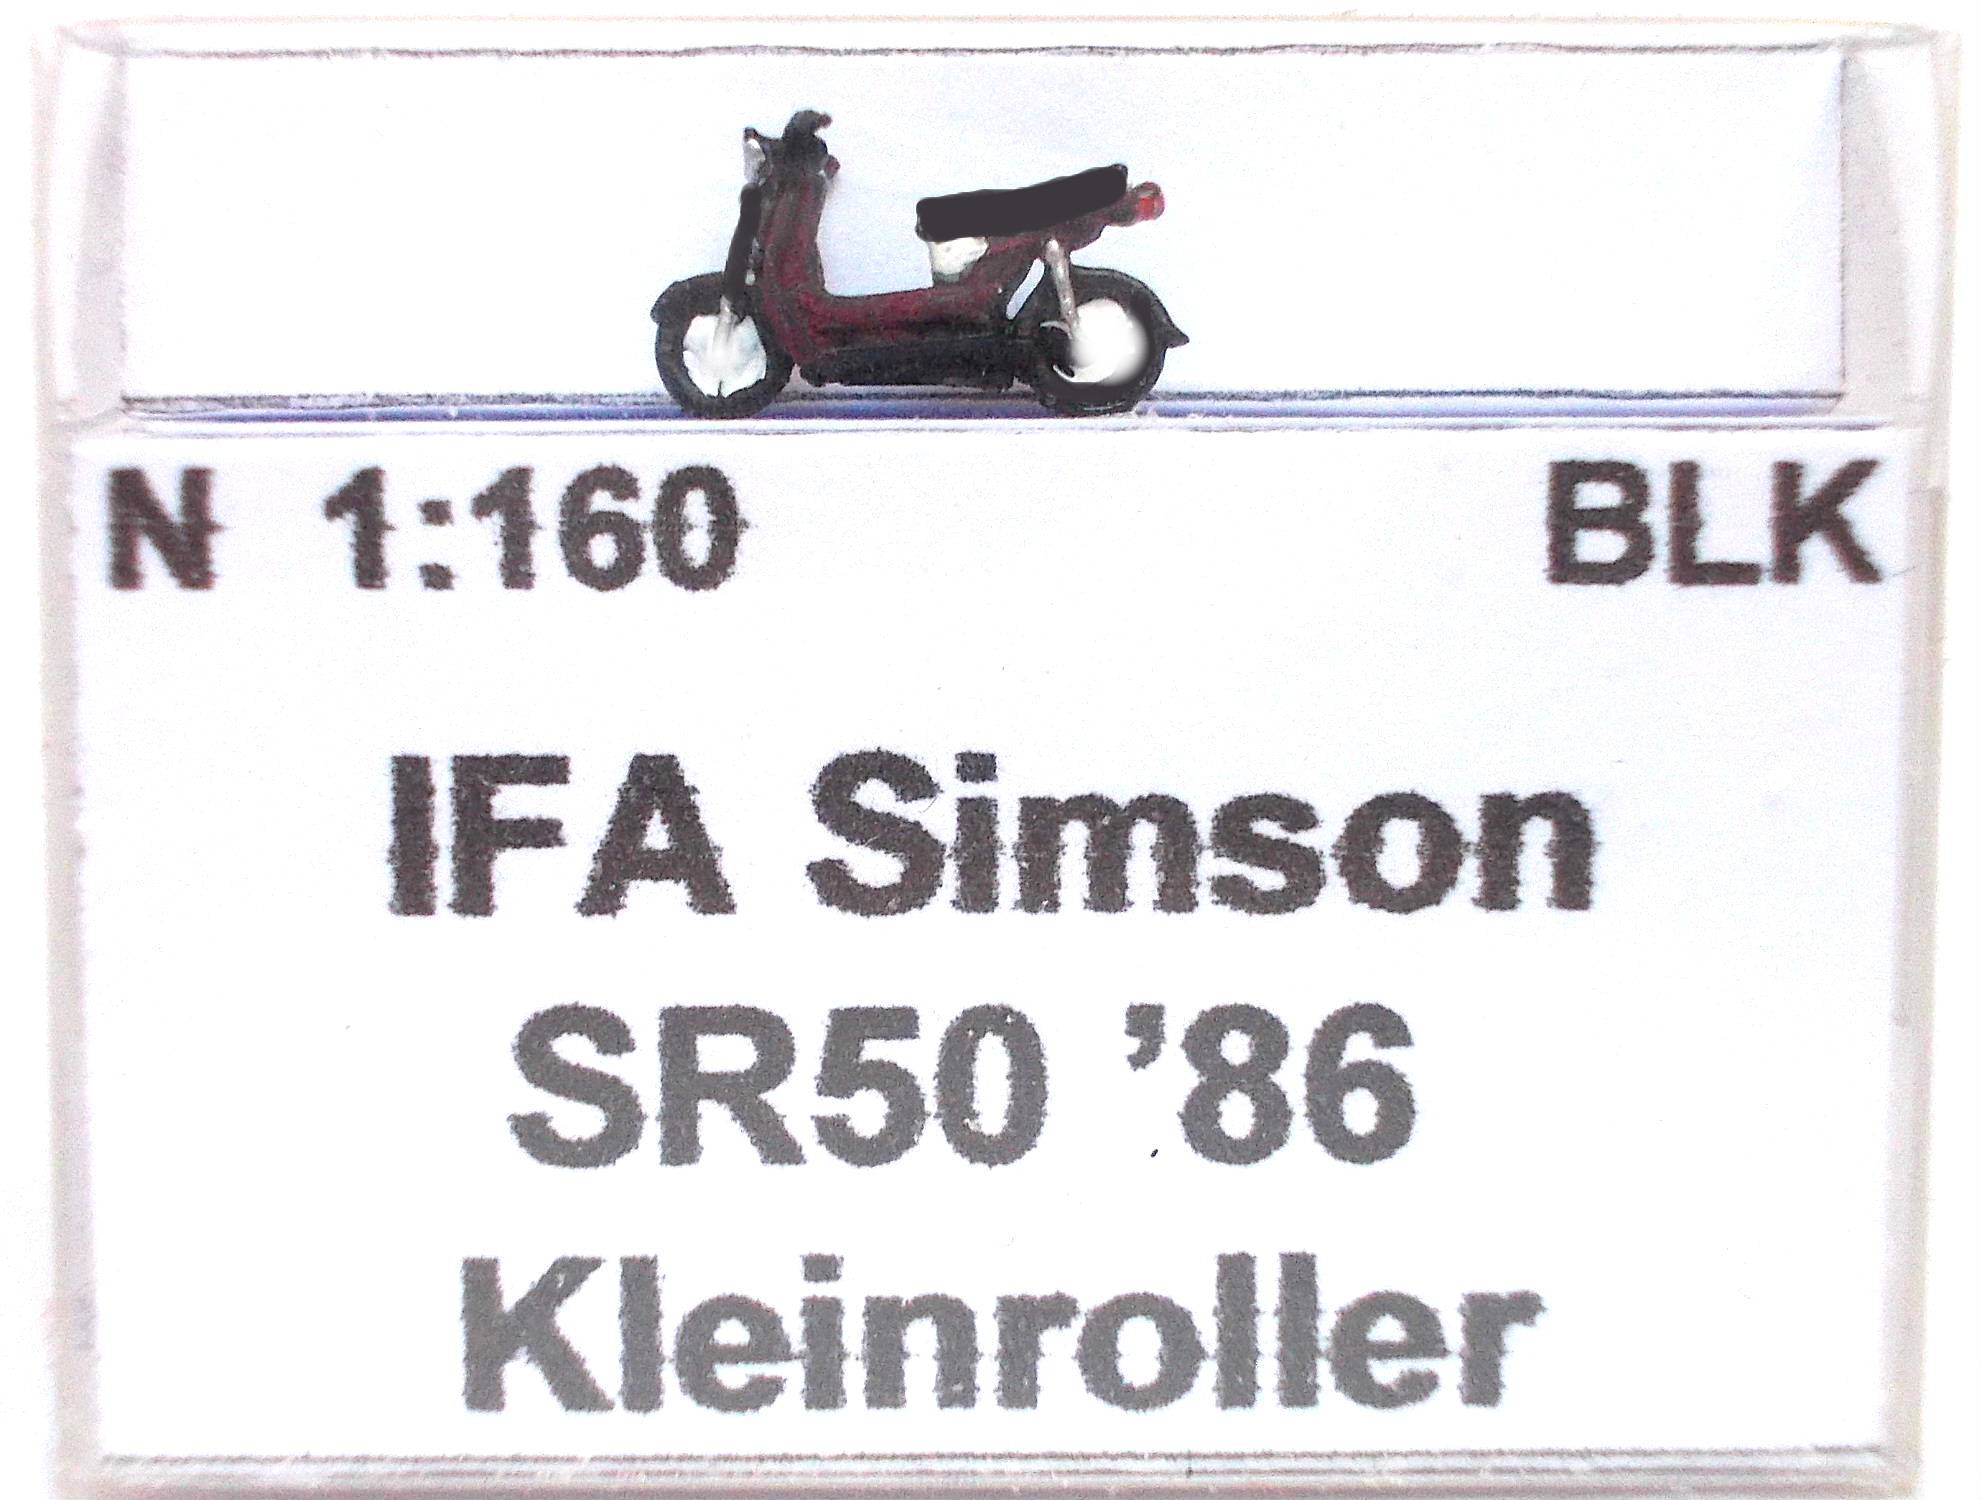 N 1:160 BLK
IFA Simson
SR50 ’86
Kleinroller